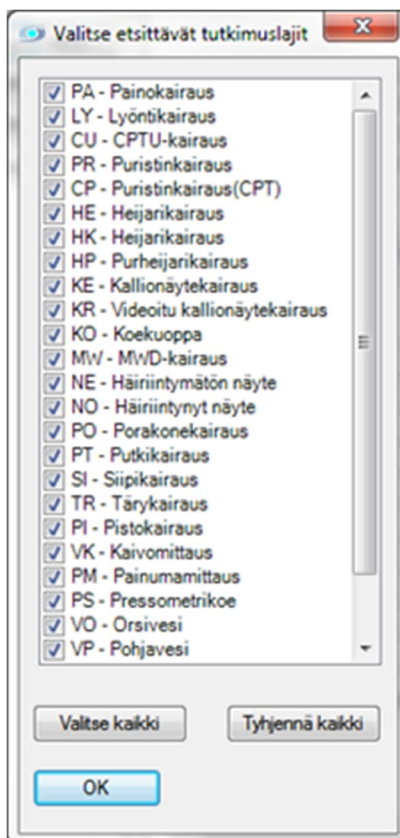 Valitse etsittävät tutkimuslajit
PA - Painokairaus
LY - Lyöntikairaus
CU - CPTU-kairaus
PR - Puristinkairaus
CP - Puristinkairaus(CPT)
HE - Heijarikairaus
HK - Heijarikairaus
HP - Purheijarikairaus
KE - Kallionäytekairaus
KR - Videoitu kallionäytekairaus
KO - Koekuoppa
MW - MWD-kairaus
NE - Häiriintymätön näyte
NO - Häiriintynyt näyte
PO - Porakonekairaus
PT - Putkikairaus
SI - Siipikairaus
TR - Tärykairaus
PI - Pistokairaus
VK - Kaivomittaus
PM - Painumamittaus
PS - Pressometrikoe
VO - Orsivesi
VP - Pohjavesi
Valitse kaikki
Tyhjennä kaikki
OK